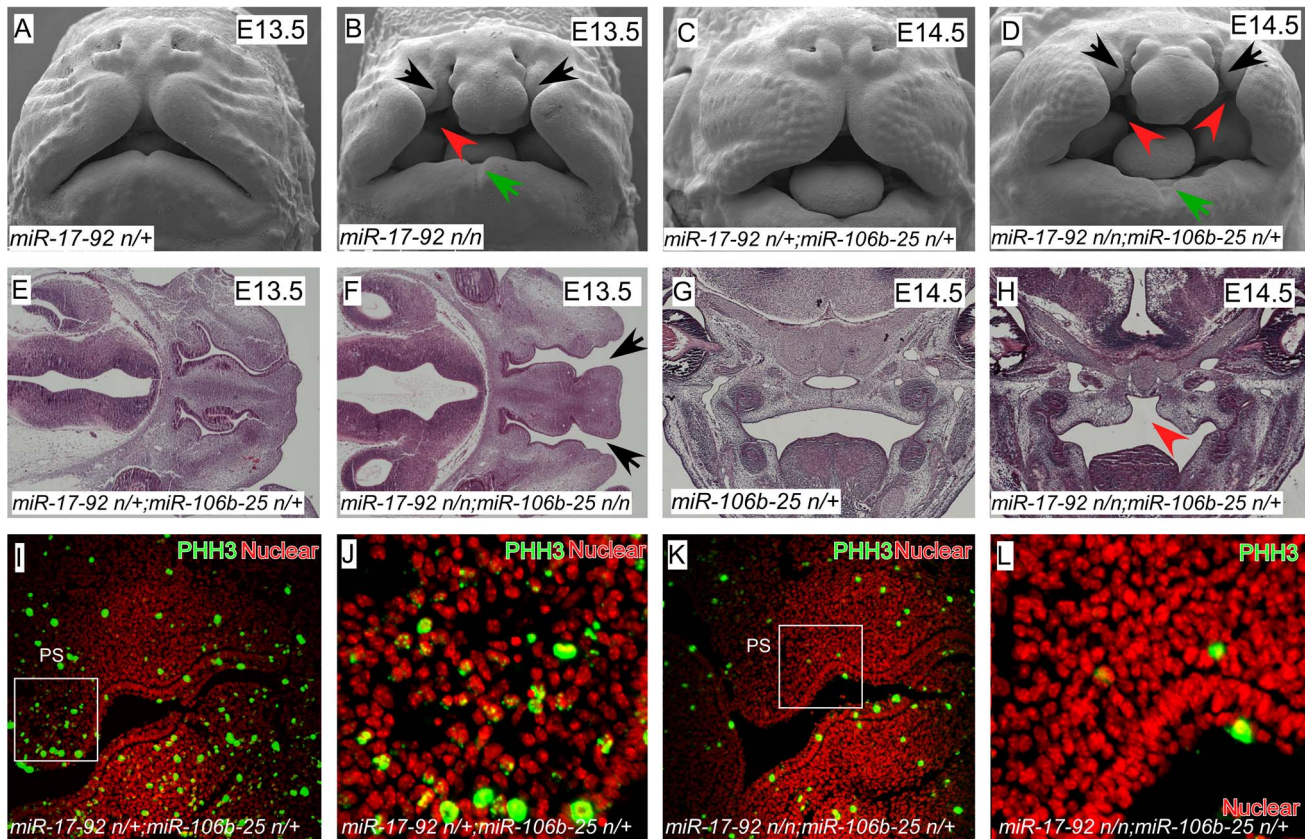 A E13.5
miR-17-92 n/+
B E13.5
miR-17-92 n/n
C E14.5
miR-17-92 n/+;miR-106b-25 n/+
D E14.5
miR-17-92 n/n;miR-106b-25 n/+
E E13.5
miR-17-92 n/+;miR-106b-25 n/+
F E13.5
miR-17-92 n/n;miR-106b-25 n/n
G E14.5
miR-106b-25 n/+
H E14.5
miR-17-92 n/n;miR-106b-25 n/+
I PHH3 Nuclear
PS
miR-17-92 n/+;miR-106b-25 n/+
J PHH3 Nuclear
miR-17-92 n/+;miR-106b-25 n/+
K PHH3 Nuclear
PS
miR-17-92 n/n;miR-106b-25 n/+
L PHH3
Nuclear
miR-17-92 n/n;miR-106b-25 n/+